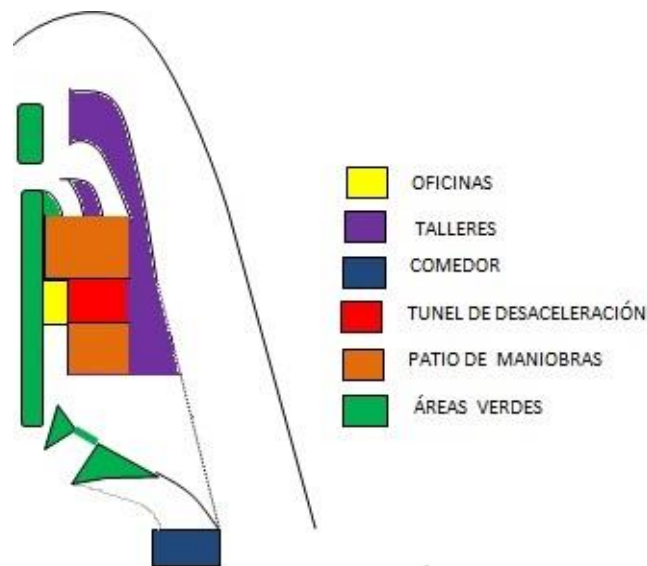 OFICINAS
TALLERES
COMEDOR
TUNEL DE DESACELERACIÓN
PATIO DE MANIOBRAS
ÁREAS VERDES